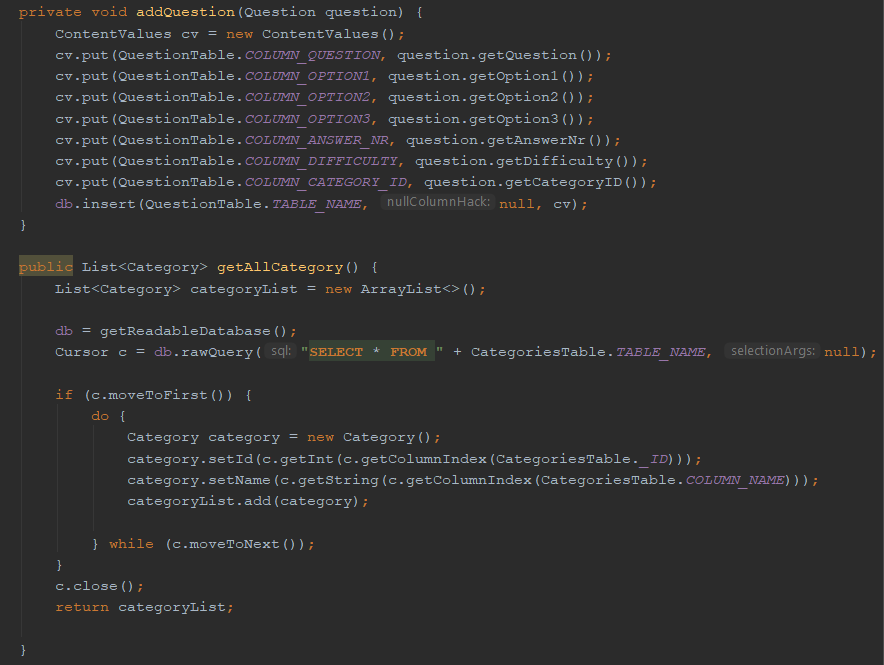 private void addQuestion(Question question) {
ContentValues cv = new ContentValues();
cv.put(QuestionTable.COLUMN_QUESTION, question.getQuestion());
cv.put(QuestionTable.COLUMN_OPTION1, question.getOption1());
cv.put(QuestionTable.COLUMN_OPTION2, question.getOption2());
cv.put(QuestionTable.COLUMN_OPTION3, question.getOption3());
cv.put(QuestionTable.COLUMN_ANSWER_NR, question.getAnswerNr());
cv.put(QuestionTable.COLUMN_DIFFICULTY, question.getDifficulty());
cv.put(QuestionTable.COLUMN_CATEGORY_ID, question.getCategoryID());
db.insert(QuestionTable.TABLE_NAME, nullColumnHack: null, cv);
}
public List<Category> getAllCategory() {
List<Category> categoryList = new ArrayList<>();
db = getReadableDatabase();
Cursor c = db.rawQuery( sql: "SELECT * FROM " + CategoriesTable.TABLE_NAME, selectionArgs: null);
if (c.moveToFirst()) {
do {
Category category = new Category();
category.setId(c.getInt(c.getColumnIndex(CategoriesTable._ID)));
category.setName(c.getString(c.getColumnIndex(CategoriesTable.COLUMN_NAME)));
categoryList.add(category);
} while (c.moveToNext());
}
c.close();
return categoryList;
}